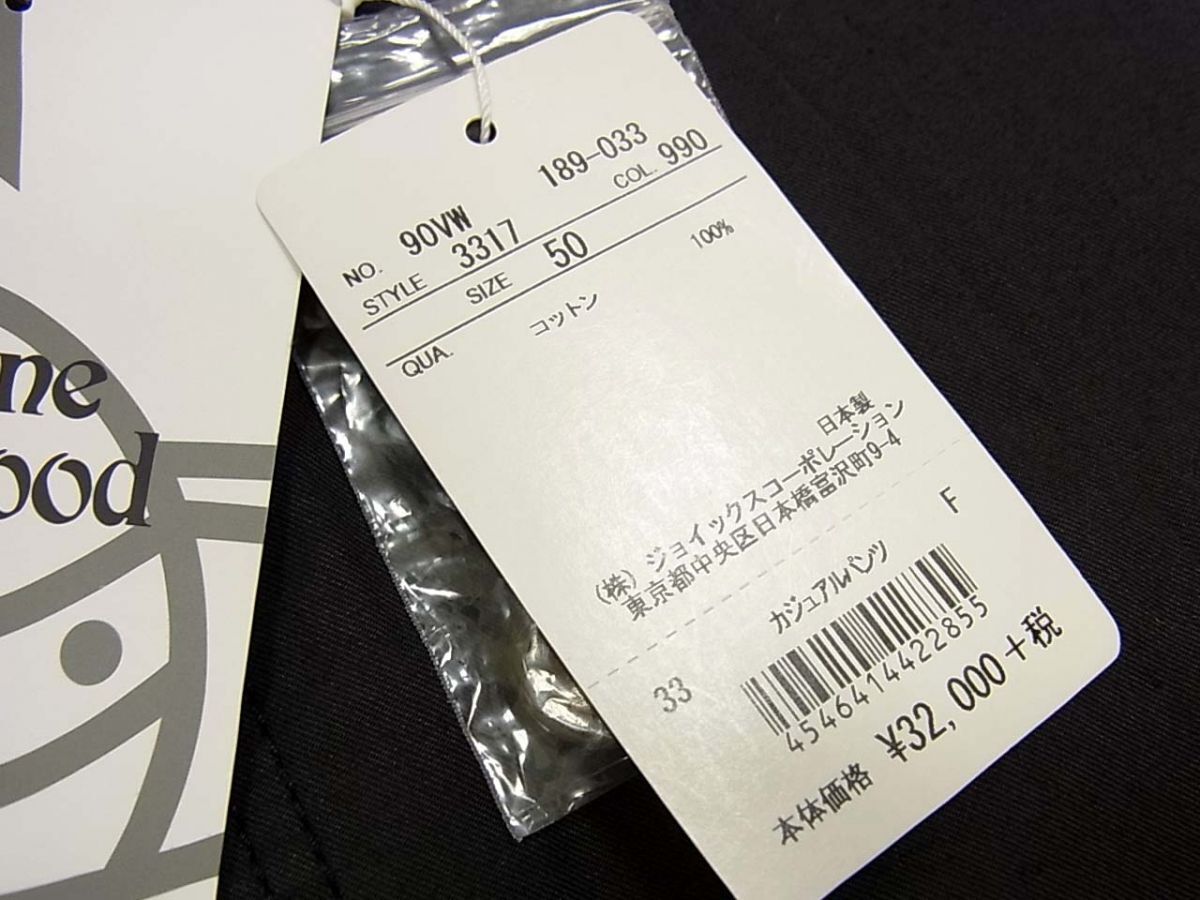 ne
ood
189-033
NO. 90VW
COL. 990
STYLE 3317
SIZE 50
QUA.
コットン 100%
日本製
(株) ジョイックスコーポレーション
東京都中央区日本橋富沢町9-4
F
カジュアルパンツ
33
4546414422855
本体価格 ¥32,000+税